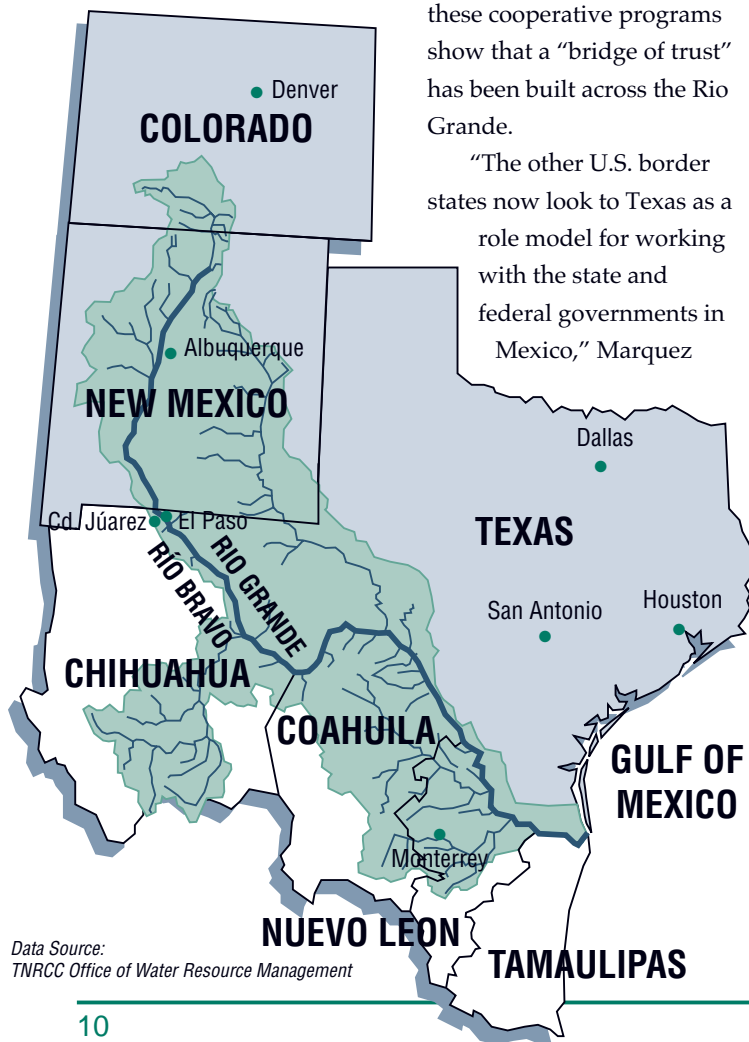 these cooperative programs
show that a “bridge of trust”
has been built across the Rio
Grande.
“The other U.S. border
states now look to Texas as a
role model for working
with the state and
federal governments in
Mexico,” Marquez
Denver
COLORADO
Albuquerque
NEW MEXICO
Dallas
Cd. Júarez
El Paso
TEXAS
RÍO BRAVO
RIO GRANDE
San Antonio
Houston
CHIHUAHUA
COAHUILA
GULF OF
MEXICO
Monterrey
NUEVO LEON
TAMAULIPAS
Data Source:
TNRCC Office of Water Resource Management
10